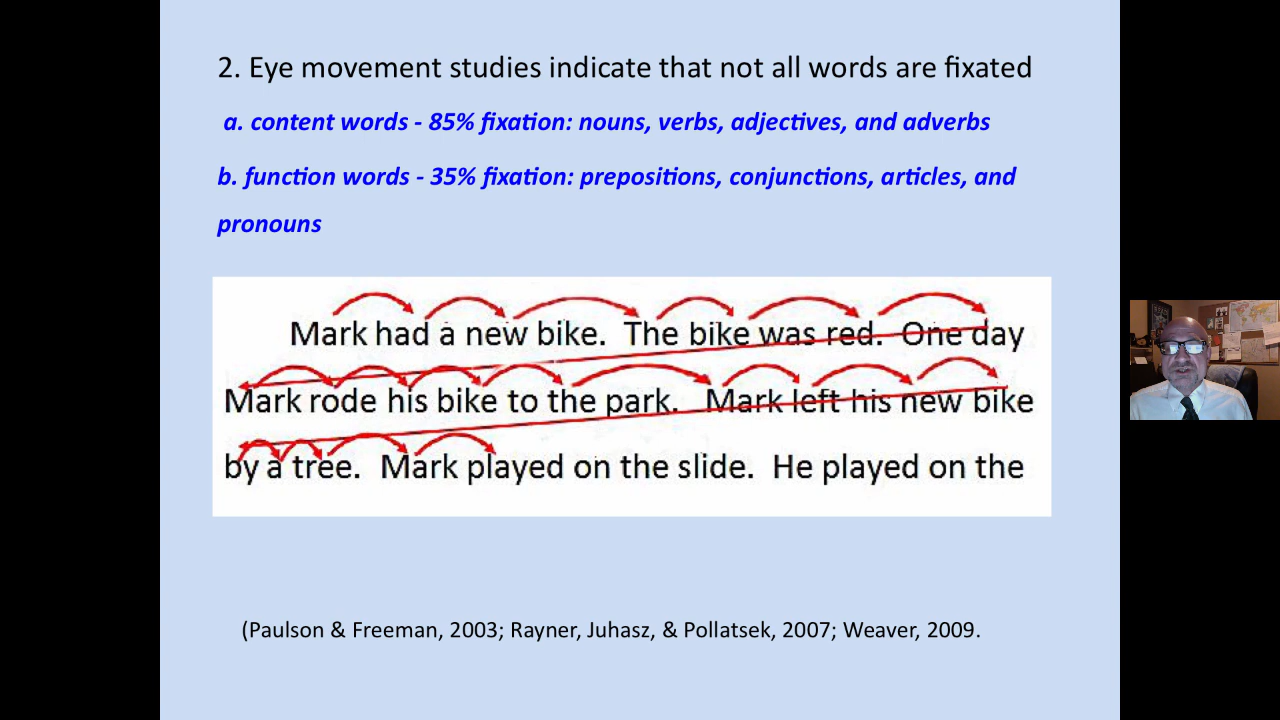 2. Eye movement studies indicate that not all words are fixated
a. content words - 85% fixation: nouns, verbs, adjectives, and adverbs
b. function words - 35% fixation: prepositions, conjunctions, articles, and
pronouns
Mark had a new bike. The bike was red. One day
Mark rode his bike to the park. Mark left his new bike
by a tree. Mark played on the slide. He played on the
(Paulson & Freeman, 2003; Rayner, Juhasz, & Pollatsek, 2007; Weaver, 2009.